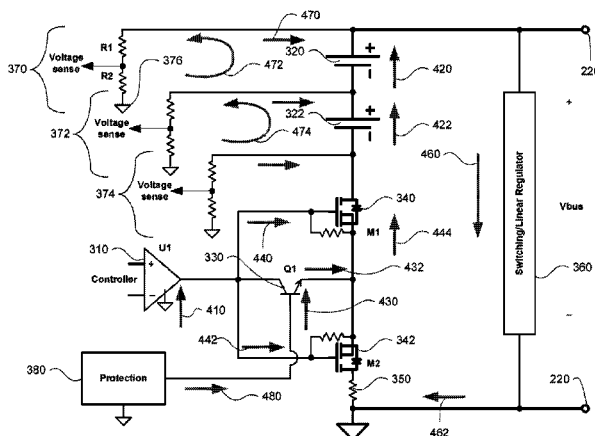 470
370
R1
Voltage
sense
R2
376
472
320
+
−
420
220
372
Voltage
sense
474
322
+
−
422
460
+
374
Voltage
sense
340
M1
444
440
Switching/Linear Regulator
Vbus
360
310
U1
+
−
Controller
330
Q1
432
410
430
442
342
M2
−
380
Protection
480
350
462
220